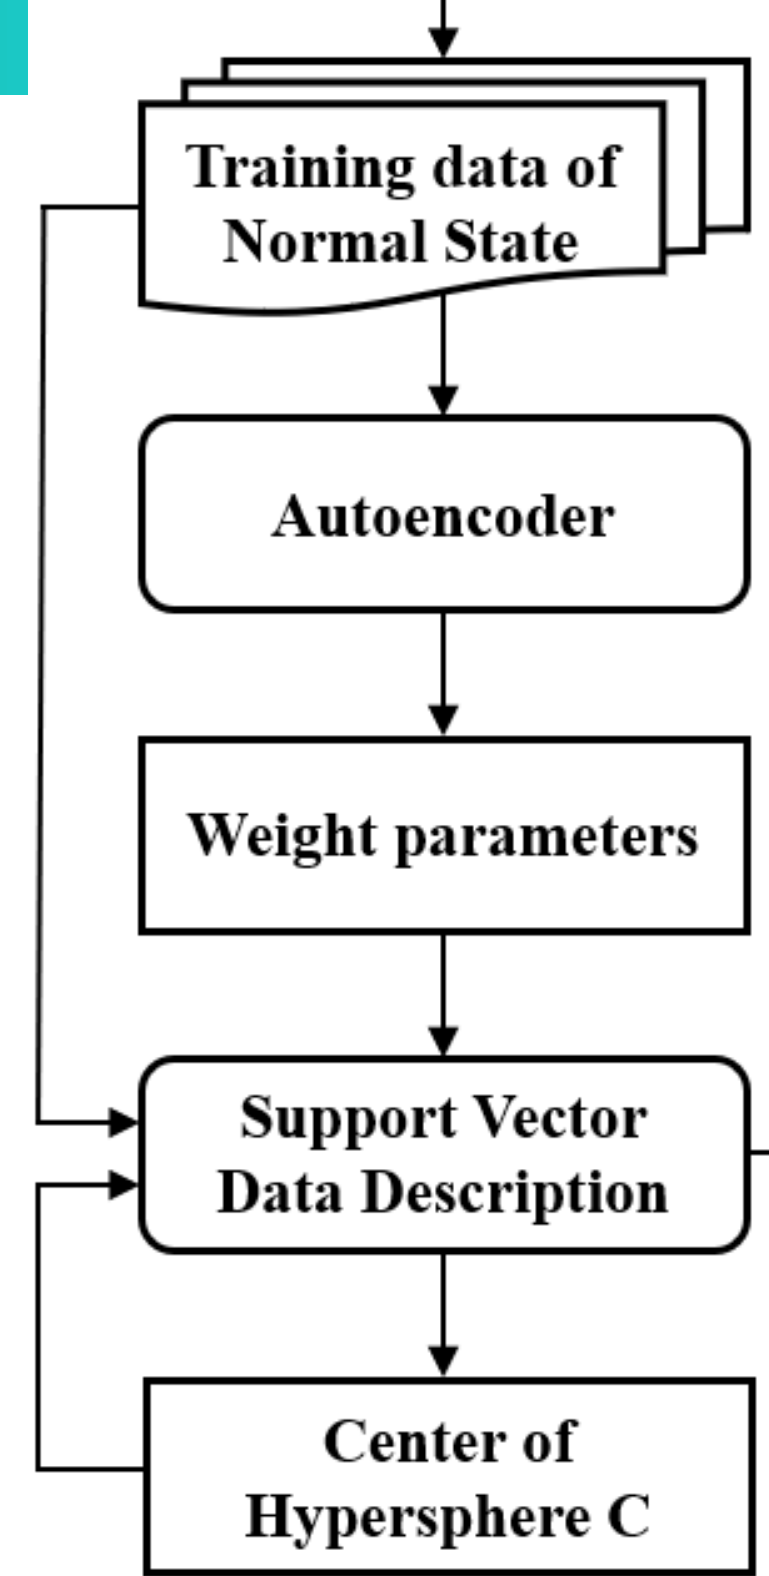 Training data of
Normal State
Autoencoder
Weight parameters
Support Vector
Data Description
Center of
Hypersphere C